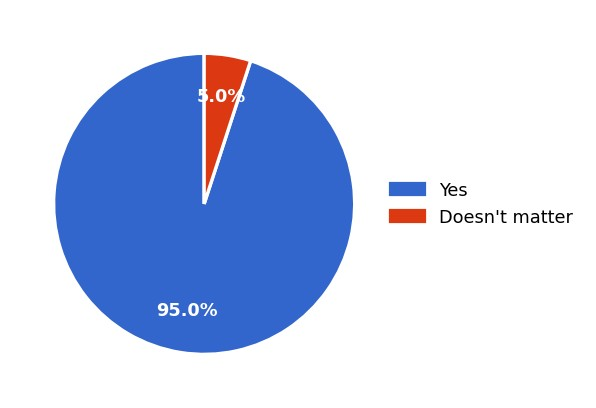 5.0%
95.0%
Yes
Doesn't matter